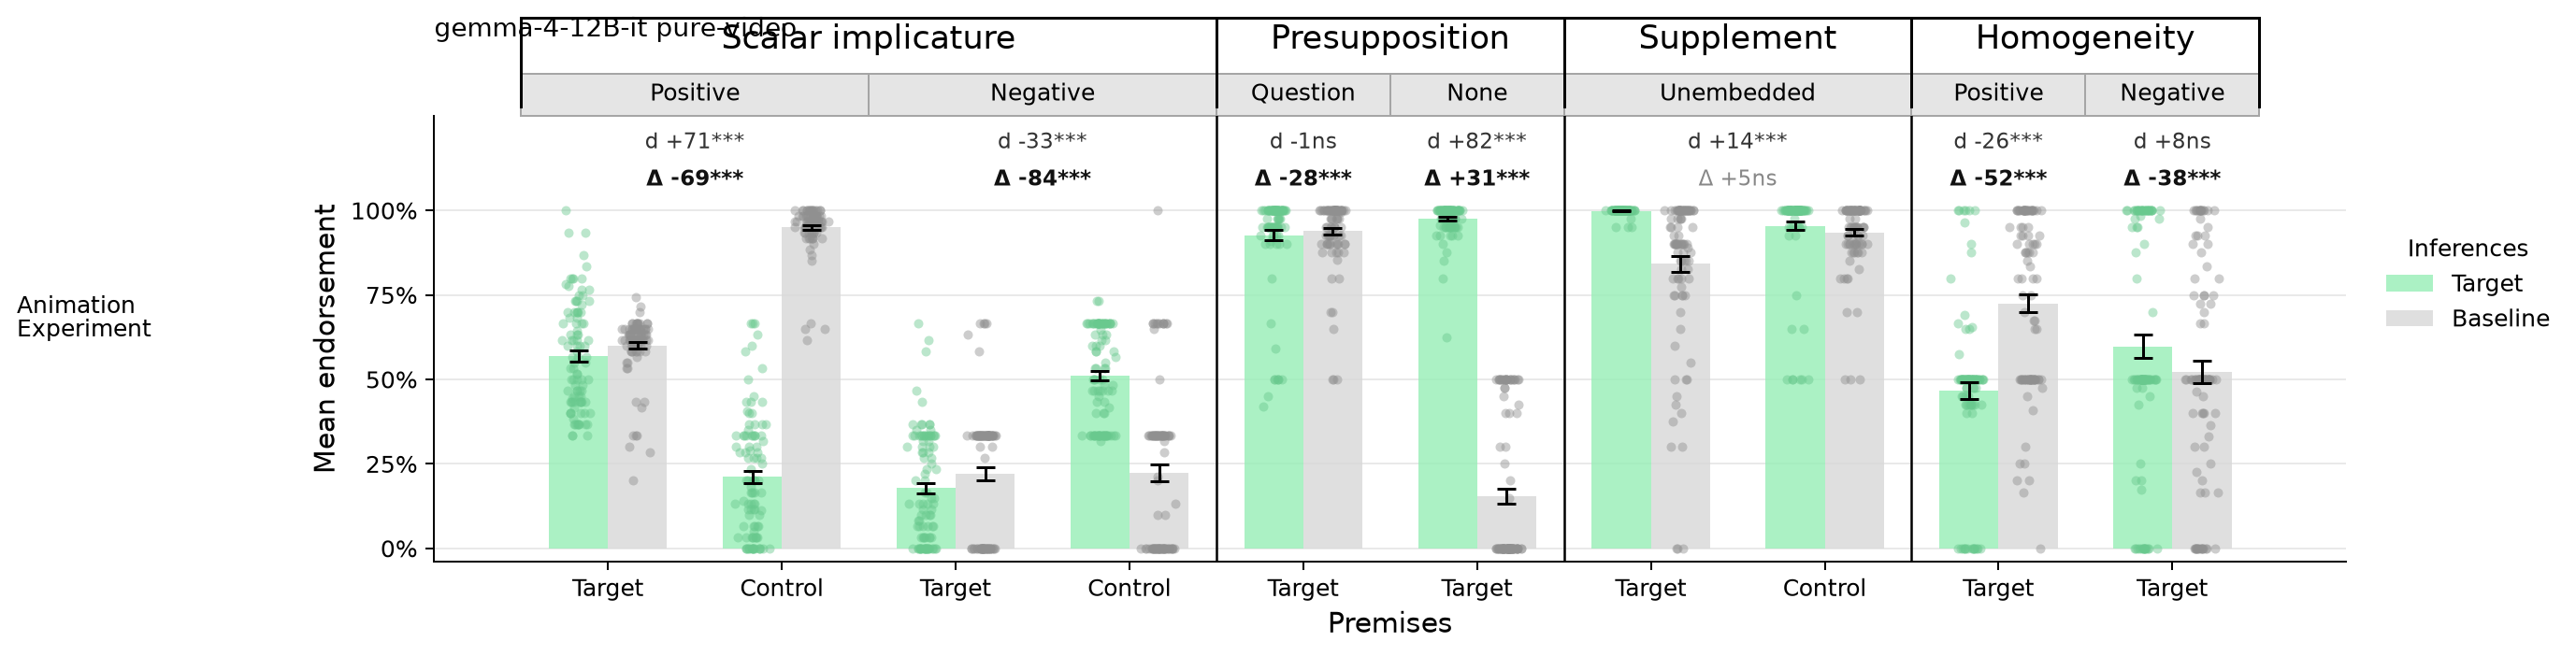 gemma-4-12B-it pure-video
Scalar implicature Presupposition Supplement Homogeneity
Positive Negative Question None Unembedded Positive Negative
d +71*** d -33*** d -1ns d +82*** d +14*** d -26*** d +8ns
Δ -69*** Δ -84*** Δ -28*** Δ +31*** Δ +5ns Δ -52*** Δ -38***
Animation
Experiment
Mean endorsement
100%
75%
50%
25%
0%
Target Control Target Control Target Target Target Control Target Target
Premises
Inferences
Target
Baseline